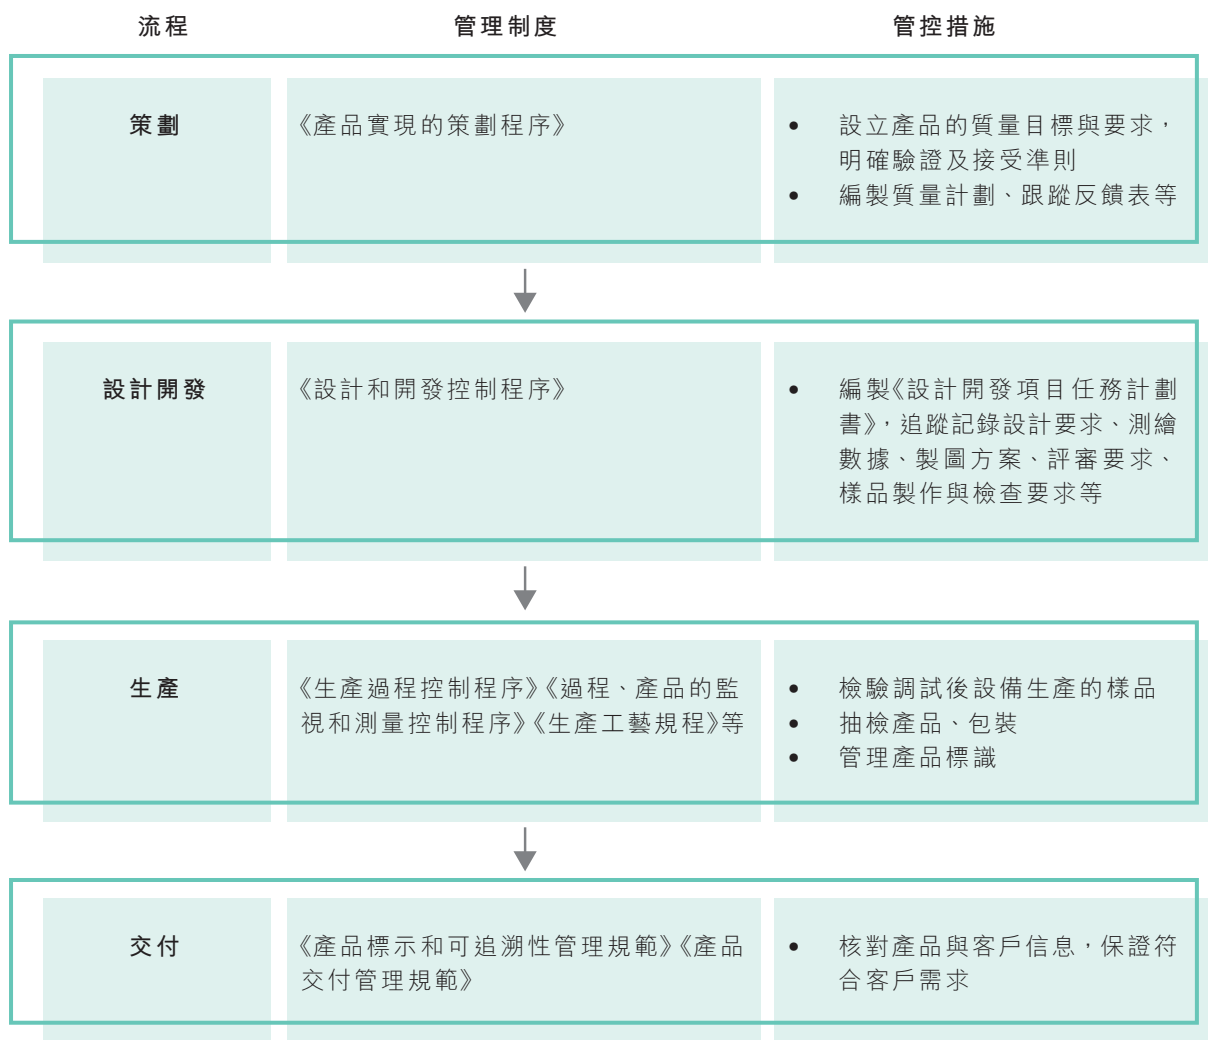 流程 管理制度 管控措施
策劃
《產品實現的策劃程序》
• 設立產品的質量目標與要求，
明確驗證及接受準則
• 編製質量計劃、跟蹤反饋表等
設計開發
《設計和開發控制程序》
• 編製《設計開發項目任務計劃
書》，追蹤記錄設計要求、測繪
數據、製圖方案、評審要求、
樣品製作與檢查要求等
生產
《生產過程控制程序》《過程、產品的監
視和測量控制程序》《生產工藝規程》等
• 檢驗調試後設備生產的樣品
• 抽檢產品、包裝
• 管理產品標識
交付
《產品標示和可追溯性管理規範》《產品
交付管理規範》
• 核對產品與客戶信息，保證符
合客戶需求